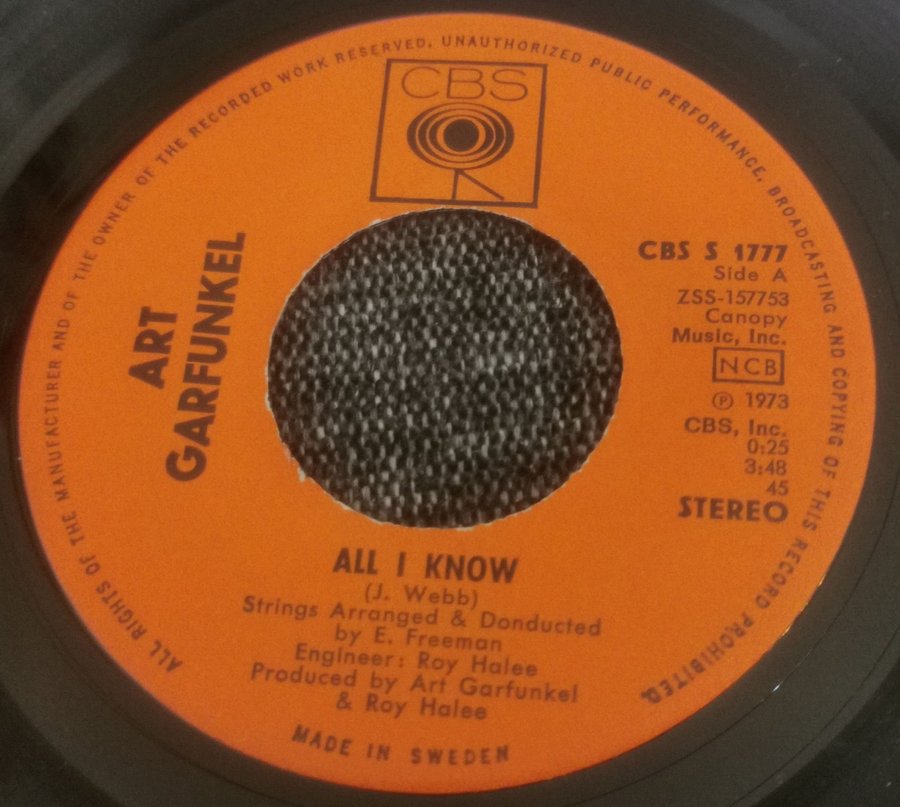 ALL RIGHTS OF THE MANUFACTURER AND OF THE OWNER OF THE RECORDED WORK RESERVED. UNAUTHORIZED PUBLIC PERFORMANCE, BROADCASTING AND COPYING OF THIS RECORD PROHIBITED.
CBS
ART
GARFUNKEL
CBS S 1777
Side A
ZSS-157753
Canopy
Music, Inc.
NCB
℗ 1973
CBS, Inc.
0:25
3:48
45
STEREO
ALL I KNOW
(J. Webb)
Strings Arranged & Donducted
by E. Freeman
Engineer: Roy Halee
Produced by Art Garfunkel
& Roy Halee
MADE IN SWEDEN